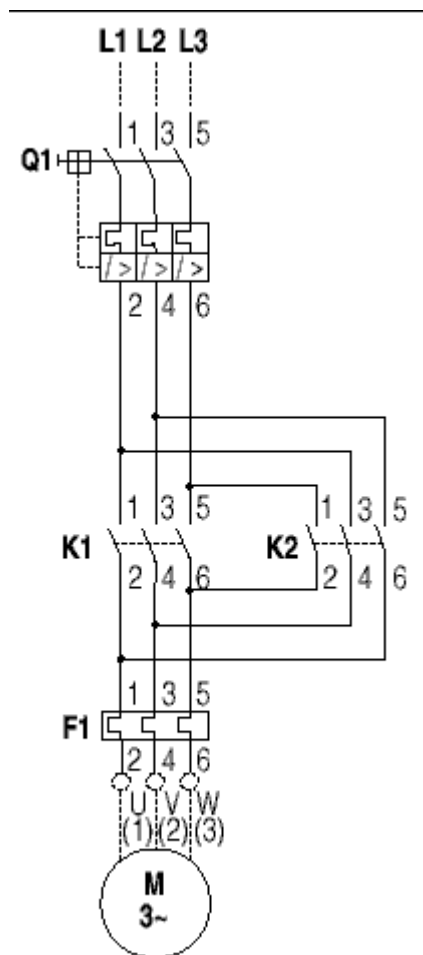 L1 L2 L3
1 3 5
Q1
I> I> I>
2 4 6
1 3 5 1 3 5
K1 K2
2 4 6 2 4 6
1 3 5
F1
2 4 6
U V W
(1) (2) (3)
M
3~